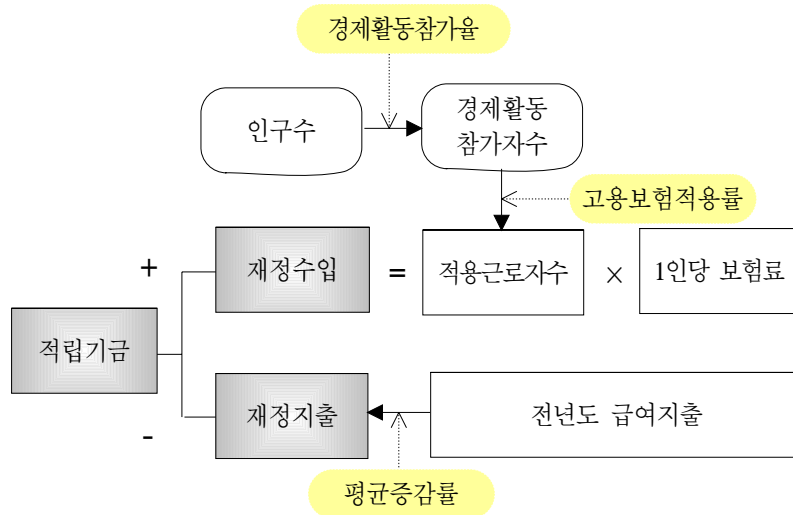 경제활동참가율
인구수
경제활동
참가자수
고용보험적용률
+
재정수입
=
적용근로자수
×
1인당 보험료
적립기금
-
재정지출
전년도 급여지출
평균증감률